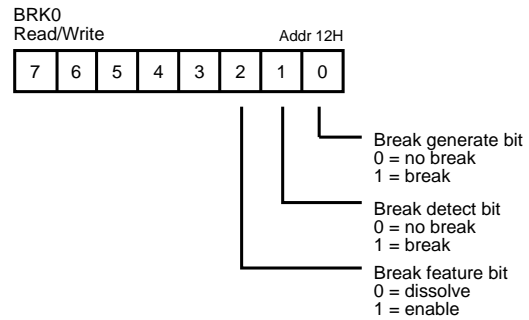 BRK0
Read/Write Addr 12H
7 6 5 4 3 2 1 0
Break generate bit
0 = no break
1 = break
Break detect bit
0 = no break
1 = break
Break feature bit
0 = dissolve
1 = enable